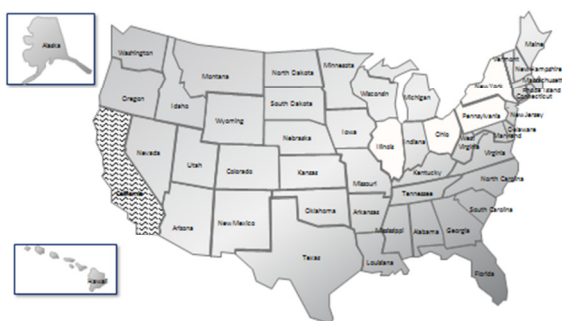 Alaska
Washington
Oregon
California
Nevada
Idaho
Montana
Wyoming
Utah
Arizona
Colorado
New Mexico
North Dakota
South Dakota
Nebraska
Kansas
Oklahoma
Texas
Minnesota
Iowa
Missouri
Arkansas
Louisiana
Wisconsin
Illinois
Michigan
Indiana
Ohio
Kentucky
Tennessee
Mississippi
Alabama
Georgia
Florida
South Carolina
North Carolina
Virginia
West
Virginia
Maryland
Delaware
New Jersey
Pennsylvania
New York
Connecticut
Rhode Island
Massachusetts
New Hampshire
Vermont
Maine
Hawaii